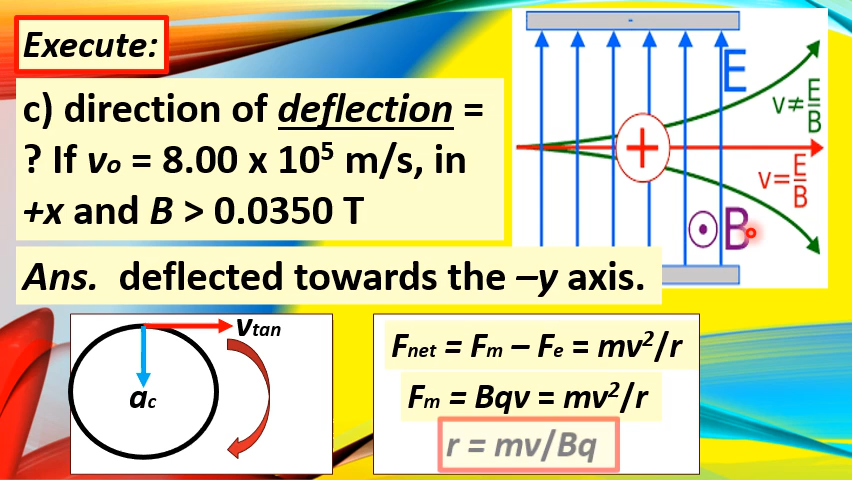 Execute:
c) direction of deflection =
? If vₒ = 8.00 x 10⁵ m/s, in
+x and B > 0.0350 T
Ans. deflected towards the –y axis.
E
v≠E/B
+
v=E/B
B
vtan
ac
Fnet = Fm – Fe = mv²/r
Fm = Bqv = mv²/r
r = mv/Bq